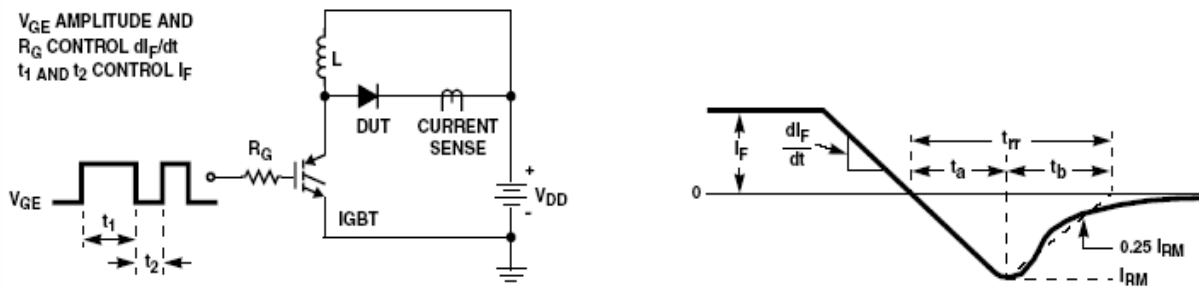 VGE AMPLITUDE AND
RG CONTROL dIF/dt
t1 AND t2 CONTROL IF
L
DUT
CURRENT
SENSE
RG
VGE
IGBT
+
VDD
-
t1
t2
IF
dIF
dt
trr
ta
tb
0
0.25 IRM
IRM